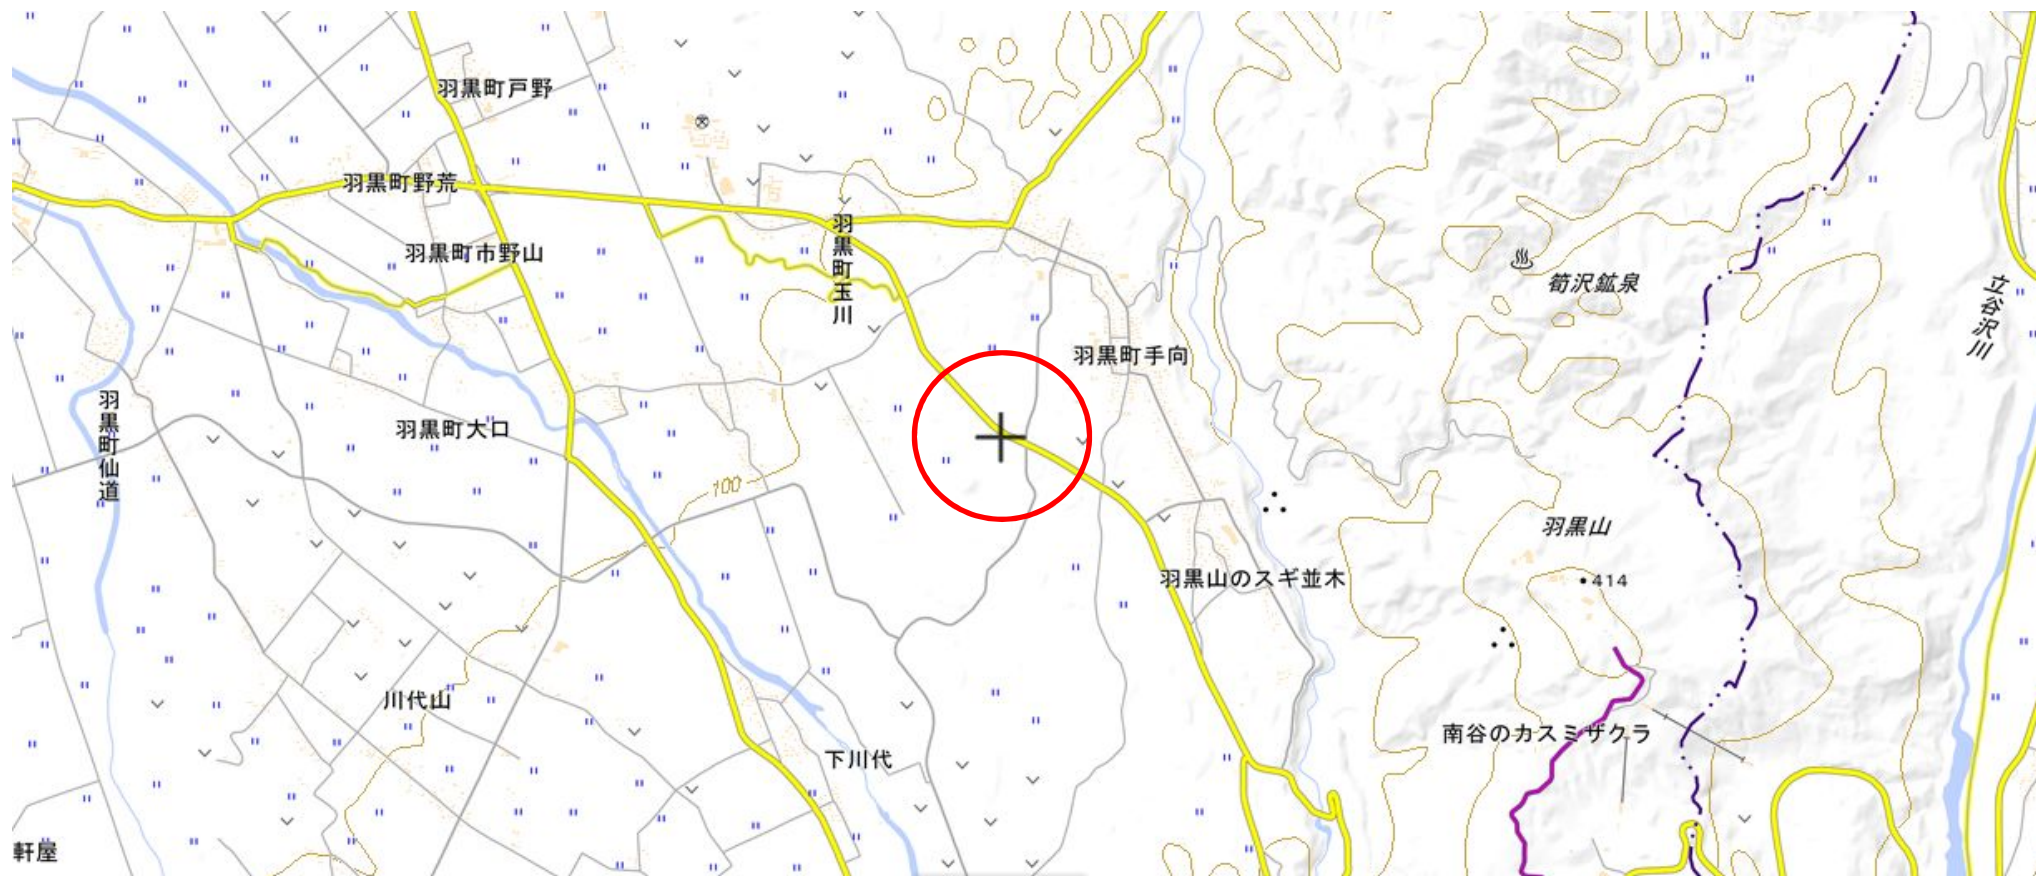 羽黒町戸野
羽黒町野荒
羽黒町市野山
羽黒町玉川
筍沢鉱泉
立谷沢川
羽黒町手向
羽黒町仙道
羽黒町大口
100
羽黒山
414
羽黒山のスギ並木
川代山
南谷のカスミザクラ
下川代
軒屋